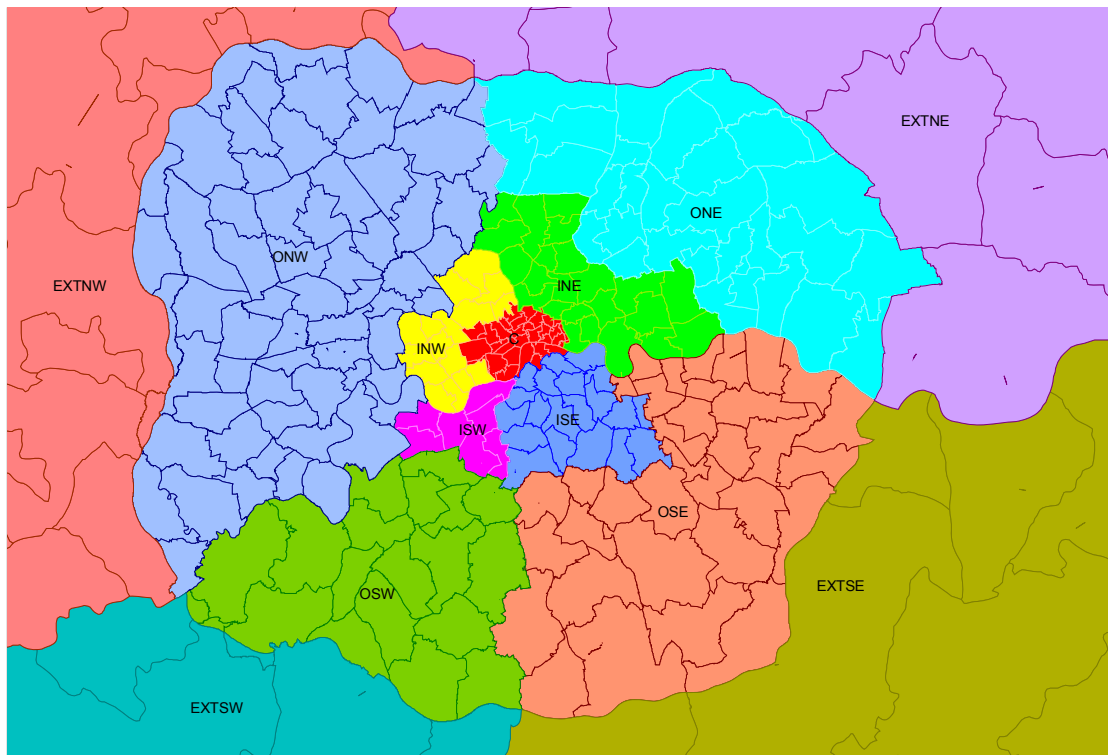 EXTNE
ONE
ONW
EXTNW
INE
C
INW
ISE
ISW
OSE
EXTSE
OSW
EXTSW